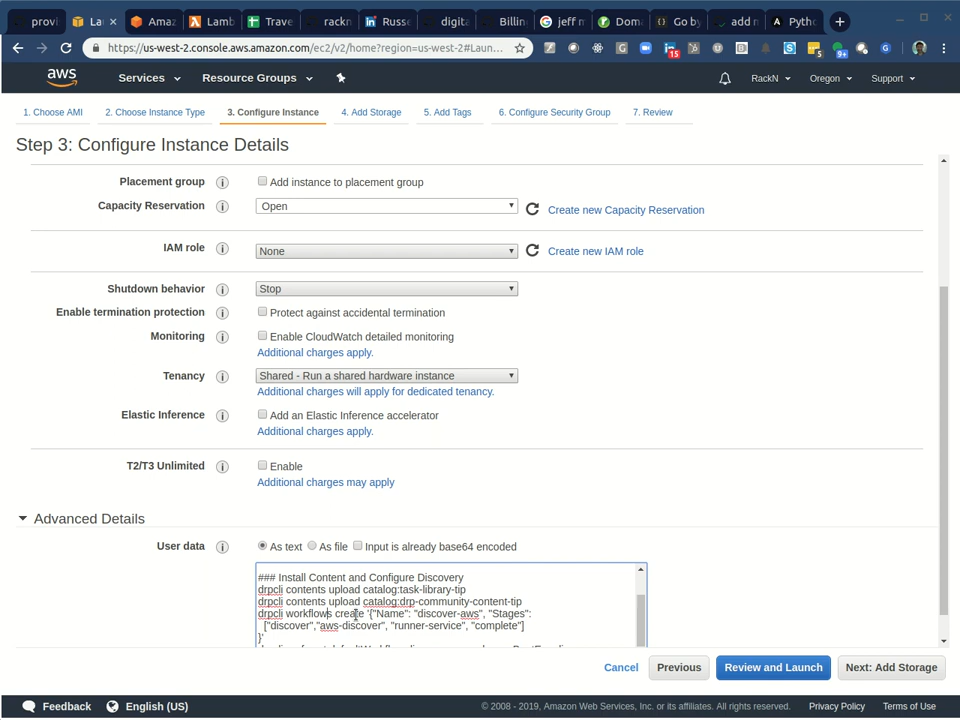 provi
La
Amaz
Lamb
Trave
rackn
Russe
digita
Billin
jeff m
Doma
Go by
add n
Pytho
https://us-west-2.console.aws.amazon.com/ec2/v2/home?region=us-west-2#Laun...
15
5
9+
aws
Services
Resource Groups
RackN
Oregon
Support
1. Choose AMI
2. Choose Instance Type
3. Configure Instance
4. Add Storage
5. Add Tags
6. Configure Security Group
7. Review
Step 3: Configure Instance Details
Placement group
Add instance to placement group
Capacity Reservation
Open
Create new Capacity Reservation
IAM role
None
Create new IAM role
Shutdown behavior
Stop
Enable termination protection
Protect against accidental termination
Monitoring
Enable CloudWatch detailed monitoring
Additional charges apply.
Tenancy
Shared - Run a shared hardware instance
Additional charges will apply for dedicated tenancy.
Elastic Inference
Add an Elastic Inference accelerator
Additional charges apply.
T2/T3 Unlimited
Enable
Additional charges may apply
Advanced Details
User data
As text
As file
Input is already base64 encoded
### Install Content and Configure Discovery
drpcli contents upload catalog:task-library-tip
drpcli contents upload catalog:drp-community-content-tip
drpcli workflows create '{"Name": "discover-aws", "Stages":
["discover","aws-discover", "runner-service", "complete"]
}'
Cancel
Previous
Review and Launch
Next: Add Storage
Feedback
English (US)
© 2008 - 2019, Amazon Web Services, Inc. or its affiliates. All rights reserved.
Privacy Policy
Terms of Use